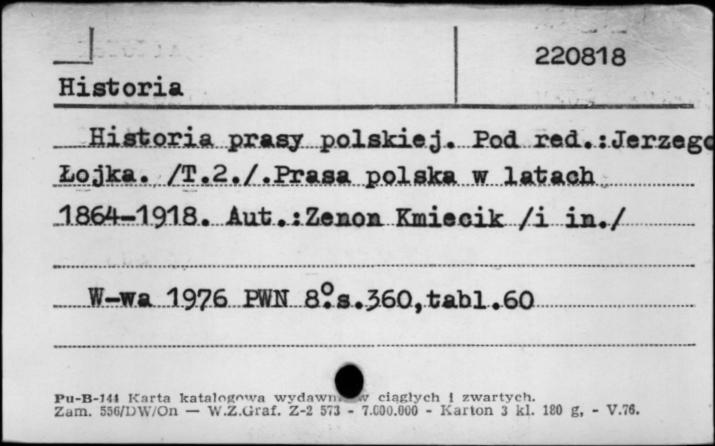 220818
Historia
Historia prasy polskiej. Pod red.:Jerzego
Łojka. /T.2./.Prasa polska w latach
1864-1918. Aut.:Zenon Kmiecik /i in./
W-wa 1976 PWN 8°s.360,tabl.60
Pu-B-144 Karta katalogowa ciągłych i zwartych.
Zam. 556/DW/On — W.Z.Graf. Z-2 573 - 7.000.000 - Karton 3 kl. 180 g, - V.76.